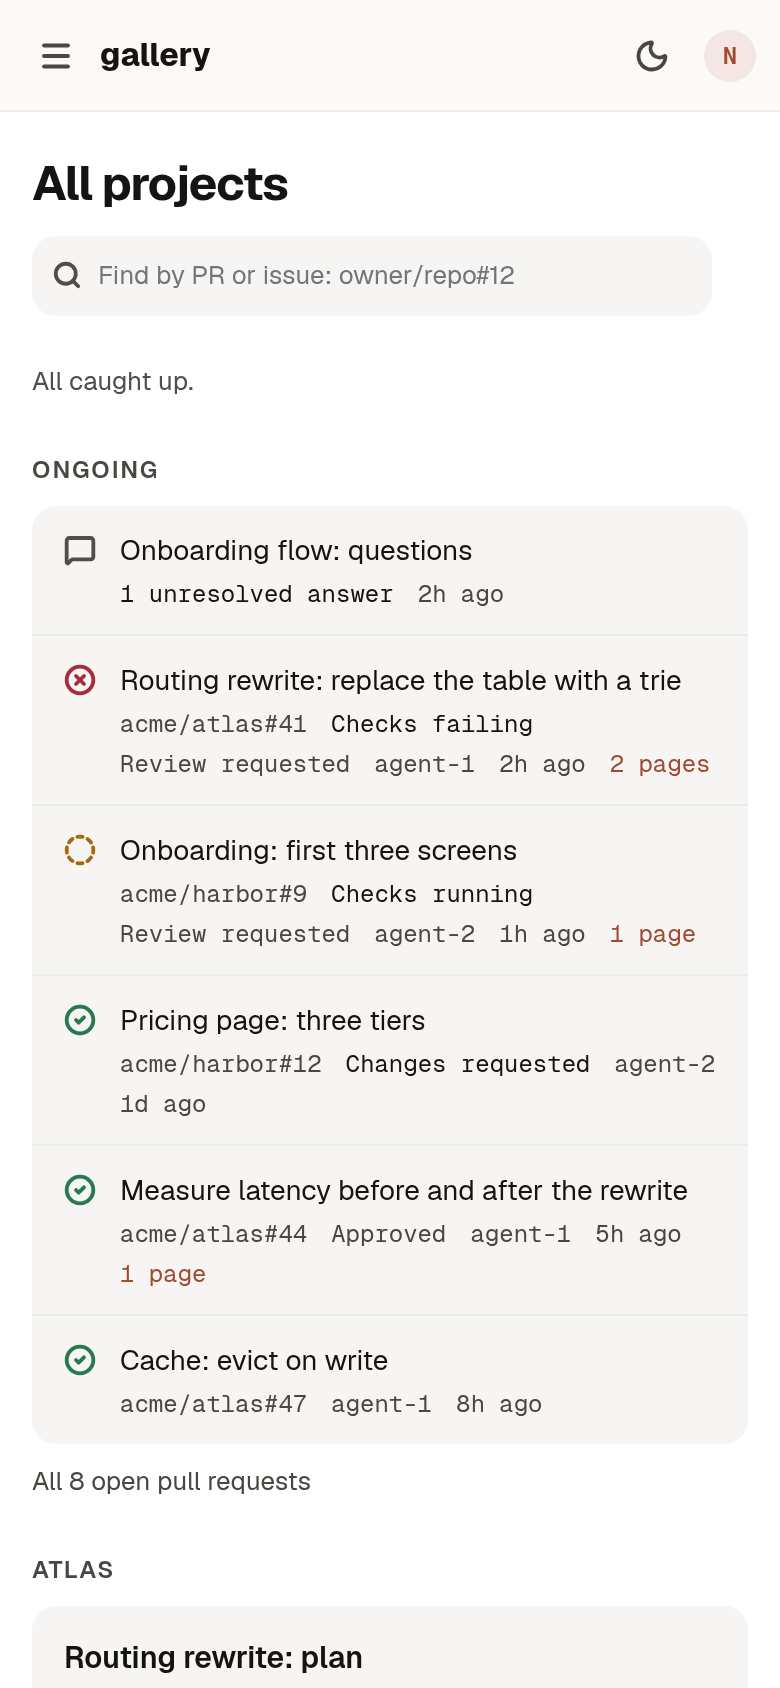 gallery
N
All projects
Find by PR or issue: owner/repo#12
All caught up.
ONGOING
Onboarding flow: questions
1 unresolved answer 2h ago
Routing rewrite: replace the table with a trie
acme/atlas#41 Checks failing
Review requested agent-1 2h ago 2 pages
Onboarding: first three screens
acme/harbor#9 Checks running
Review requested agent-2 1h ago 1 page
Pricing page: three tiers
acme/harbor#12 Changes requested agent-2
1d ago
Measure latency before and after the rewrite
acme/atlas#44 Approved agent-1 5h ago
1 page
Cache: evict on write
acme/atlas#47 agent-1 8h ago
All 8 open pull requests
ATLAS
Routing rewrite: plan